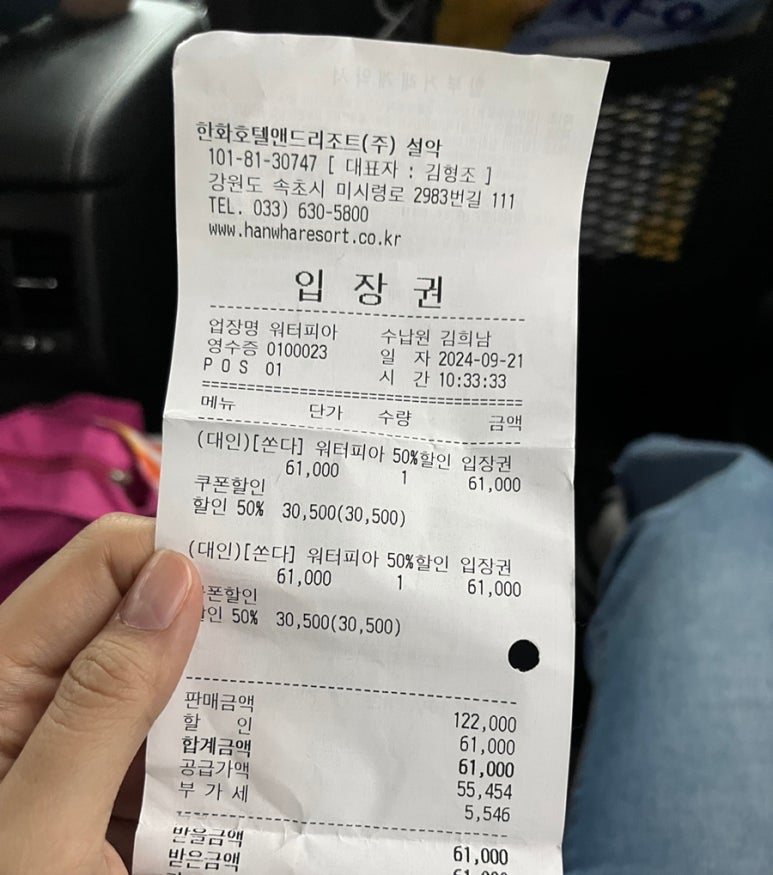 한화호텔앤드리조트(주) 설악
101-81-30747 [ 대표자 : 김형조 ]
강원도 속초시 미시령로 2983번길 111
TEL. 033) 630-5800
www.hanwharesort.co.kr
입 장 권
업장명 워터피아 수납원 김희남
영수증 0100023 일 자 2024-09-21
P O S 01 시 간 10:33:33
메뉴 단가 수량 금액
(대인)[쏜다] 워터피아 50%할인 입장권
61,000 1 61,000
쿠폰할인
할인 50% 30,500(30,500)
(대인)[쏜다] 워터피아 50%할인 입장권
61,000 1 61,000
폰할인
인 50% 30,500(30,500)
판매금액 122,000
할 인 61,000
합계금액 61,000
공급가액 55,454
부 가 세 5,546
받을금액 61,000
받은금액